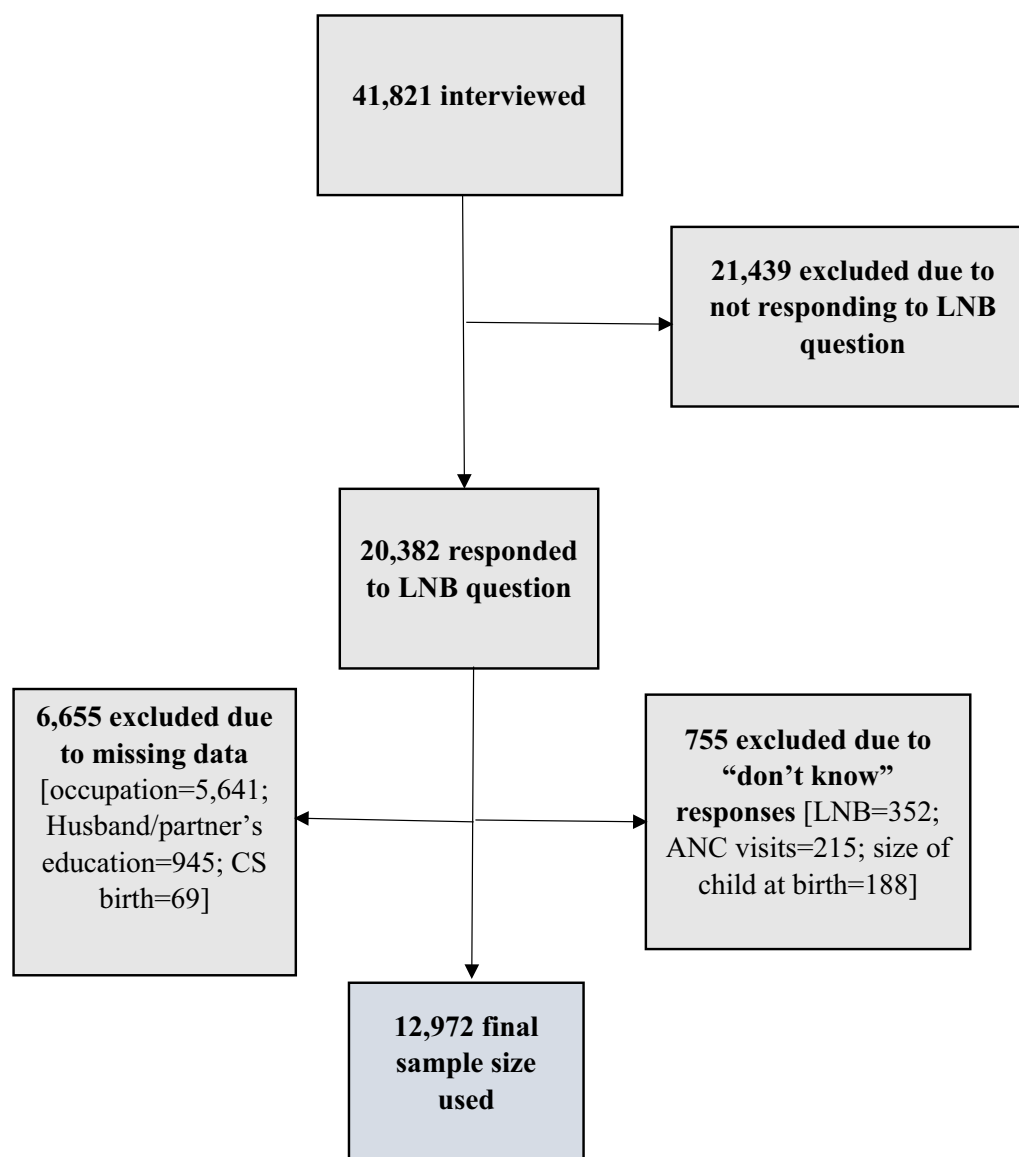 41,821 interviewed
21,439 excluded due to
not responding to LNB
question
20,382 responded
to LNB question
6,655 excluded due
to missing data
[occupation=5,641;
Husband/partner’s
education=945; CS
birth=69]
755 excluded due to
“don’t know”
responses [LNB=352;
ANC visits=215; size of
child at birth=188]
12,972 final
sample size
used